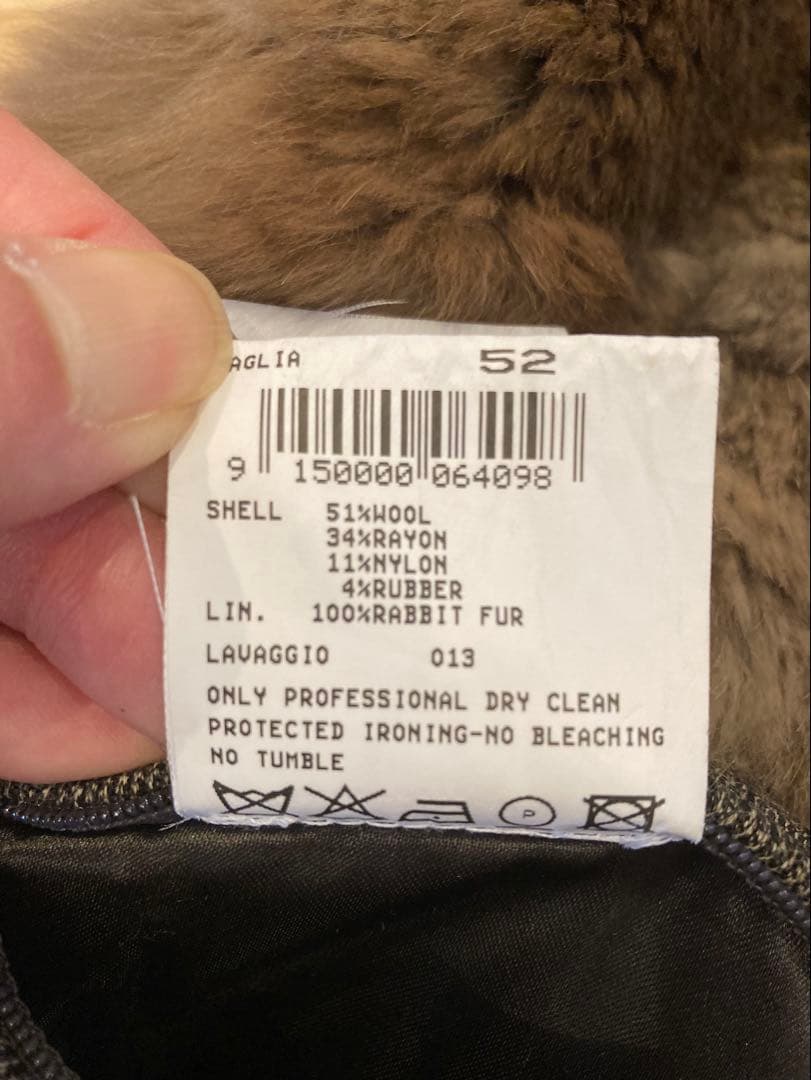 AGLIA 52
9 150000 064098
SHELL 51%WOOL
34%RAYON
11%NYLON
4%RUBBER
LIN. 100%RABBIT FUR
LAVAGGIO 013
ONLY PROFESSIONAL DRY CLEAN
PROTECTED IRONING-NO BLEACHING
NO TUMBLE
P